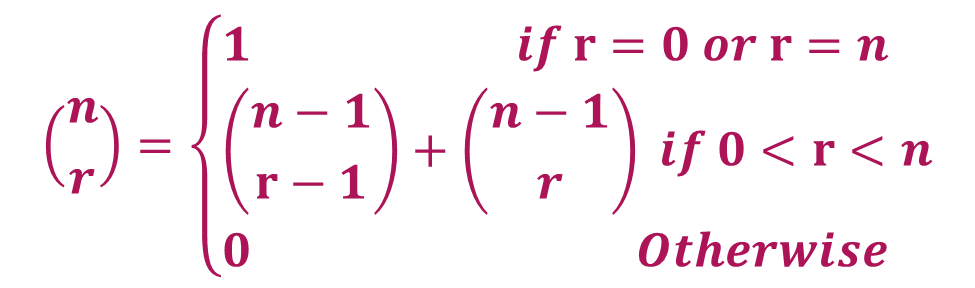 1 if r = 0 or r = n
(n r) = { (n − 1 r − 1) + (n − 1 r) if 0 < r < n
0 Otherwise